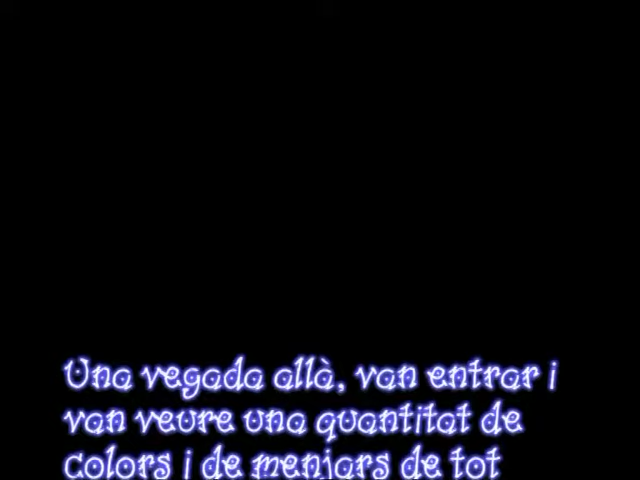 Una vegada allà, van entrar i
van veure una quantitat de
colors i de menjars de tot